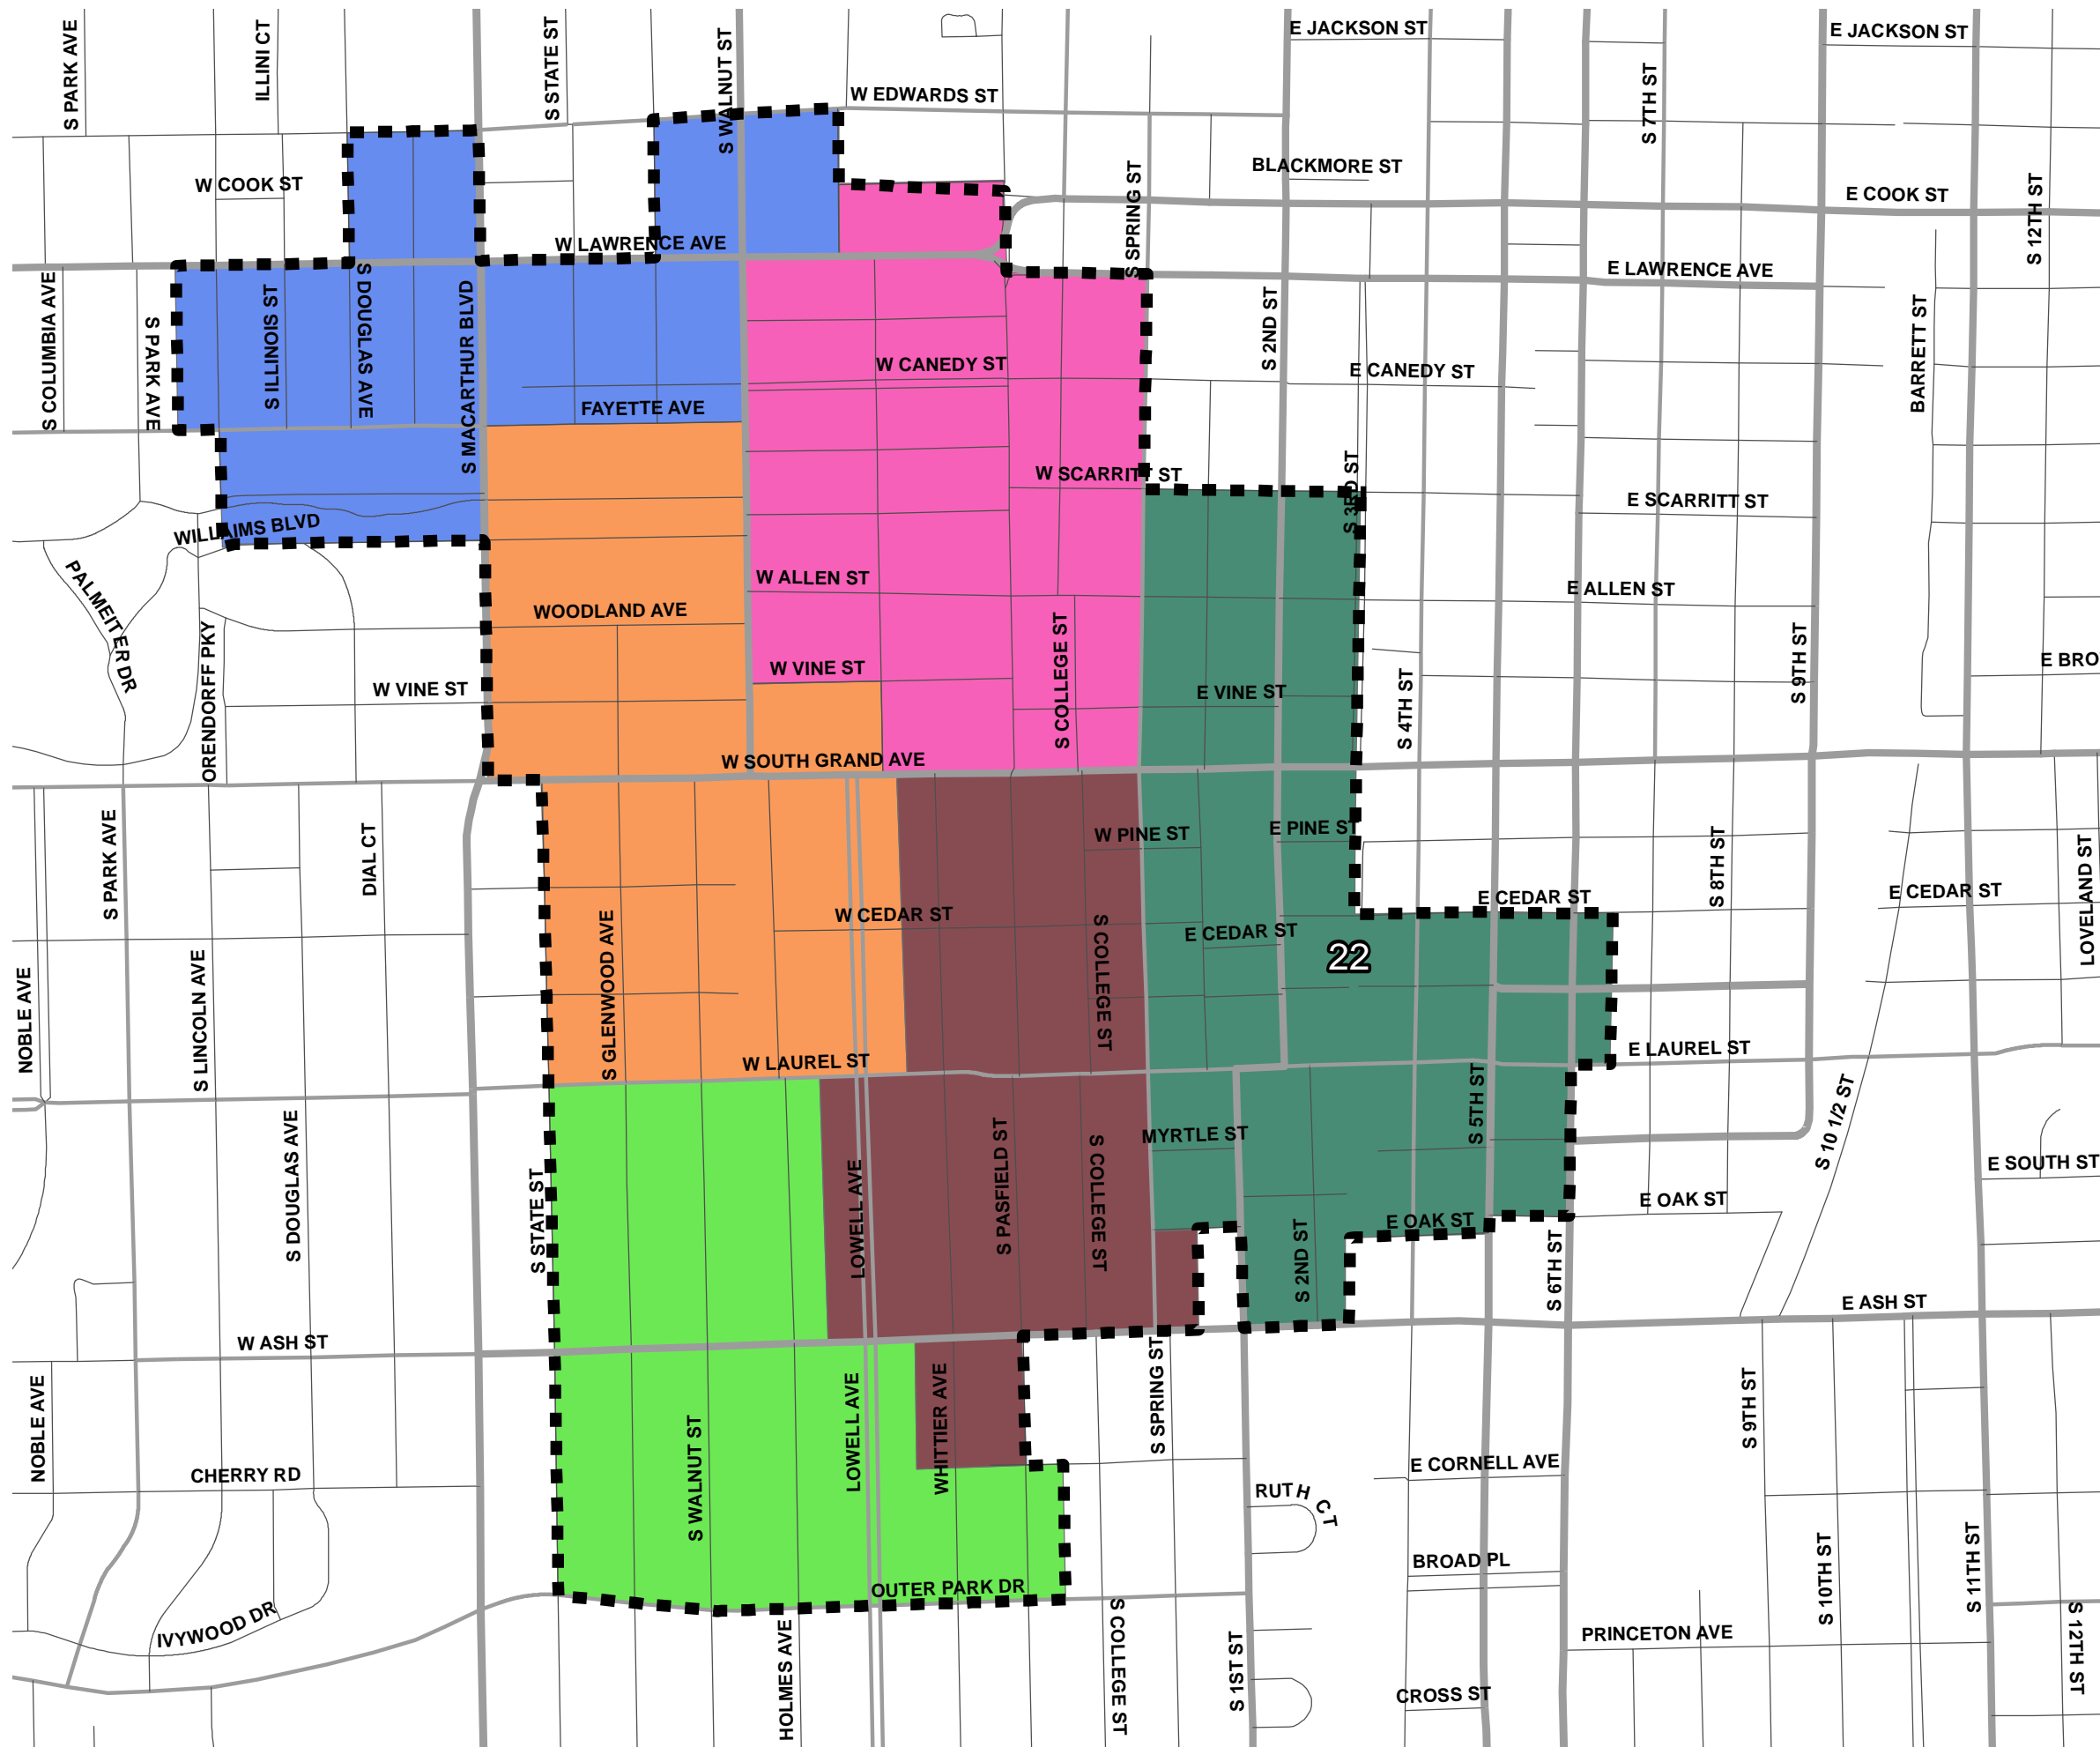 S PARK AVE
ILLINI CT
S STATE ST
S WALNUT ST
W EDWARDS ST
E JACKSON ST
E JACKSON ST
S 7TH ST
W COOK ST
BLACKMORE ST
E COOK ST
S 12TH ST
S SPRING ST
W LAWRENCE AVE
E LAWRENCE AVE
S COLUMBIA AVE
S PARK AVE
S ILLINOIS ST
S DOUGLAS AVE
S MACARTHUR BLVD
S 2ND ST
BARRETT ST
W CANEDY ST
E CANEDY ST
FAYETTE AVE
W SCARRITT ST
S 3RD ST
E SCARRITT ST
WILLIAMS BLVD
PALMEITER DR
W ALLEN ST
E ALLEN ST
WOODLAND AVE
ORENDORFF PKY
S COLLEGE ST
S 4TH ST
S 9TH ST
E BRO
W VINE ST
W VINE ST
E VINE ST
W SOUTH GRAND AVE
S PARK AVE
DIAL CT
W PINE ST
E PINE ST
S 8TH ST
LOVELAND ST
E CEDAR ST
E CEDAR ST
W CEDAR ST
E CEDAR ST
22
NOBLE AVE
S LINCOLN AVE
S GLENWOOD AVE
S COLLEGE ST
W LAUREL ST
E LAUREL ST
S 5TH ST
S 10 1/2 ST
S DOUGLAS AVE
MYRTLE ST
E SOUTH ST
S STATE ST
LOWELL AVE
S PASFIELD ST
S COLLEGE ST
S 2ND ST
E OAK ST
E OAK ST
S 6TH ST
E ASH ST
W ASH ST
NOBLE AVE
S WALNUT ST
LOWELL AVE
WHITTIER AVE
S SPRING ST
S 9TH ST
CHERRY RD
E CORNELL AVE
RUTH CT
BROAD PL
S 10TH ST
S 11TH ST
OUTER PARK DR
IVYWOOD DR
HOLMES AVE
S COLLEGE ST
S 1ST ST
PRINCETON AVE
S 12TH ST
CROSS ST